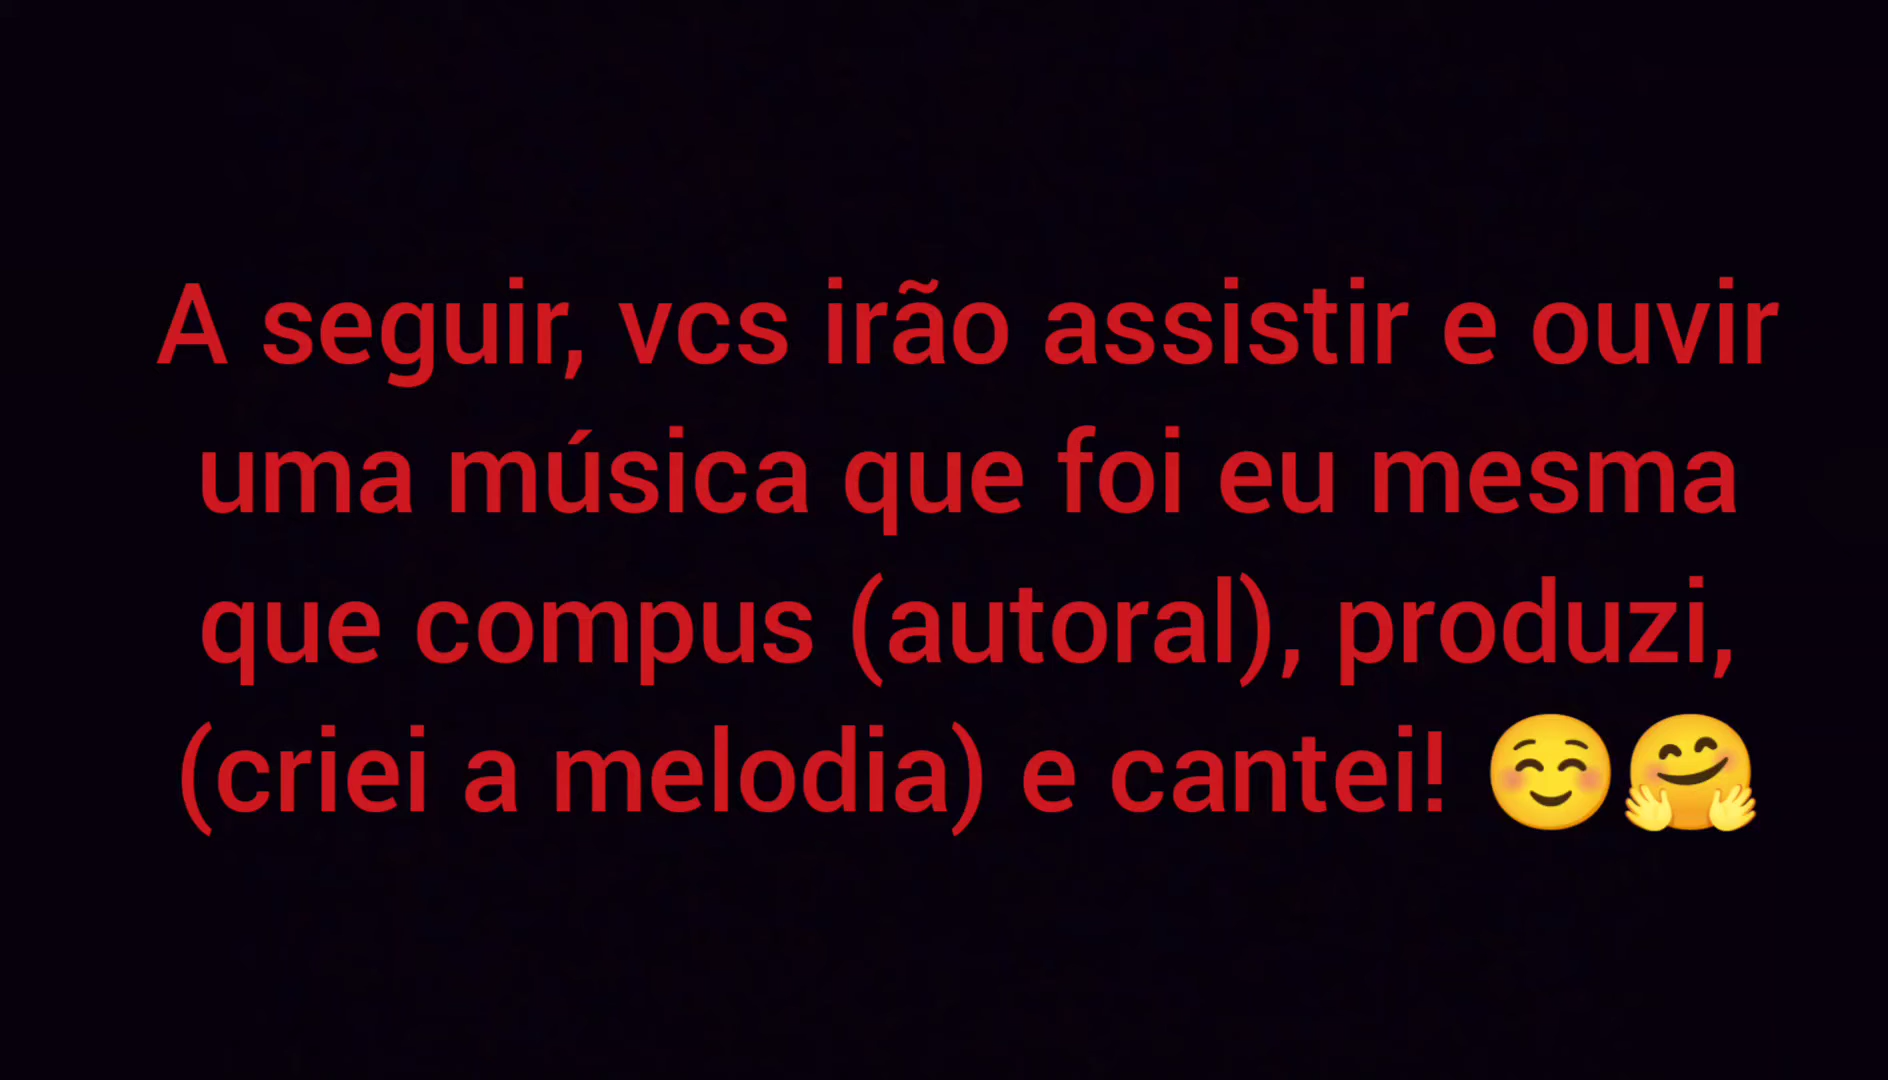 A seguir, vcs irão assistir e ouvir
uma música que foi eu mesma
que compus (autoral), produzi,
(criei a melodia) e cantei! ☺️🤗